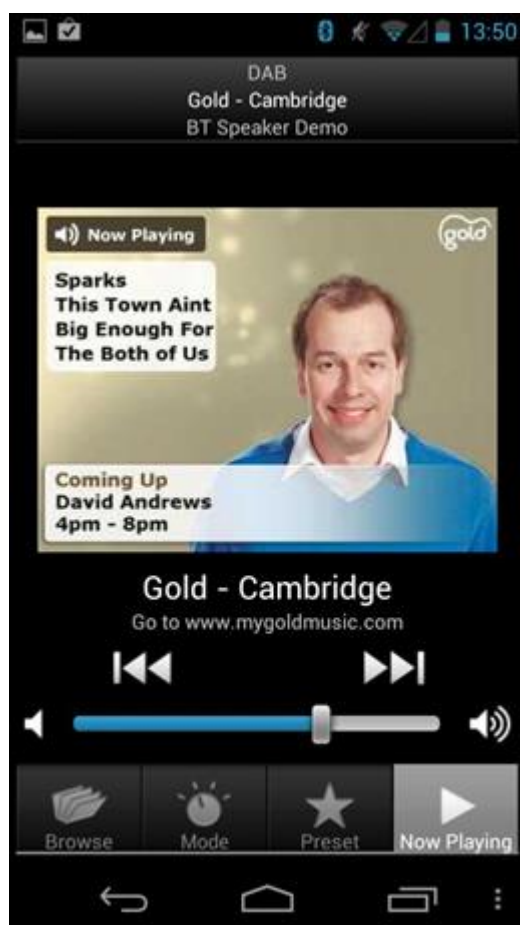 13:50
DAB
Gold - Cambridge
BT Speaker Demo
Now Playing
gold
Sparks
This Town Aint
Big Enough For
The Both of Us
Coming Up
David Andrews
4pm - 8pm
Gold - Cambridge
Go to www.mygoldmusic.com
Browse
Mode
Preset
Now Playing